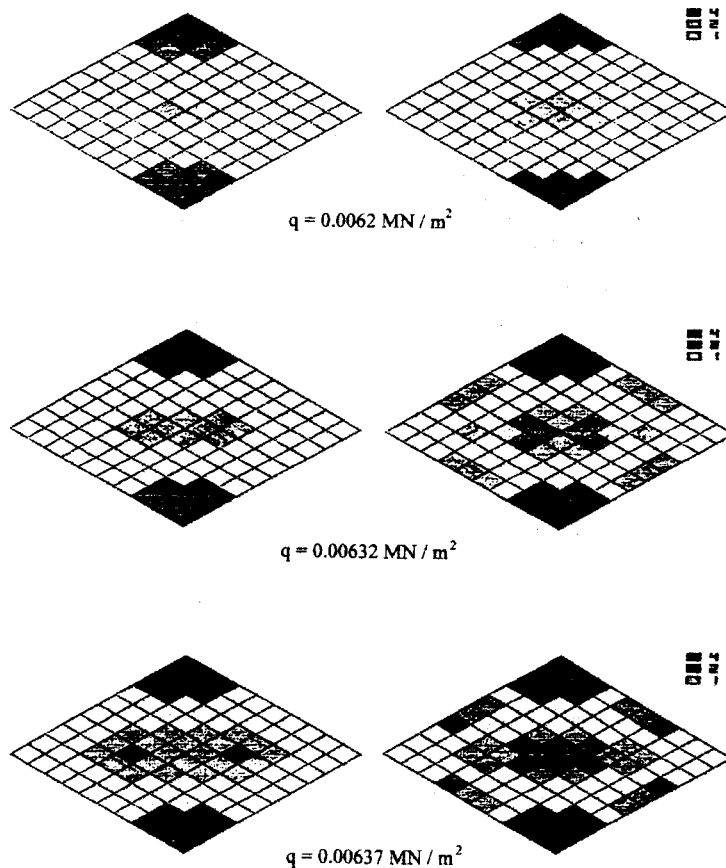 q = 0.0062 MN / m²
q = 0.00632 MN / m²
q = 0.00637 MN / m²